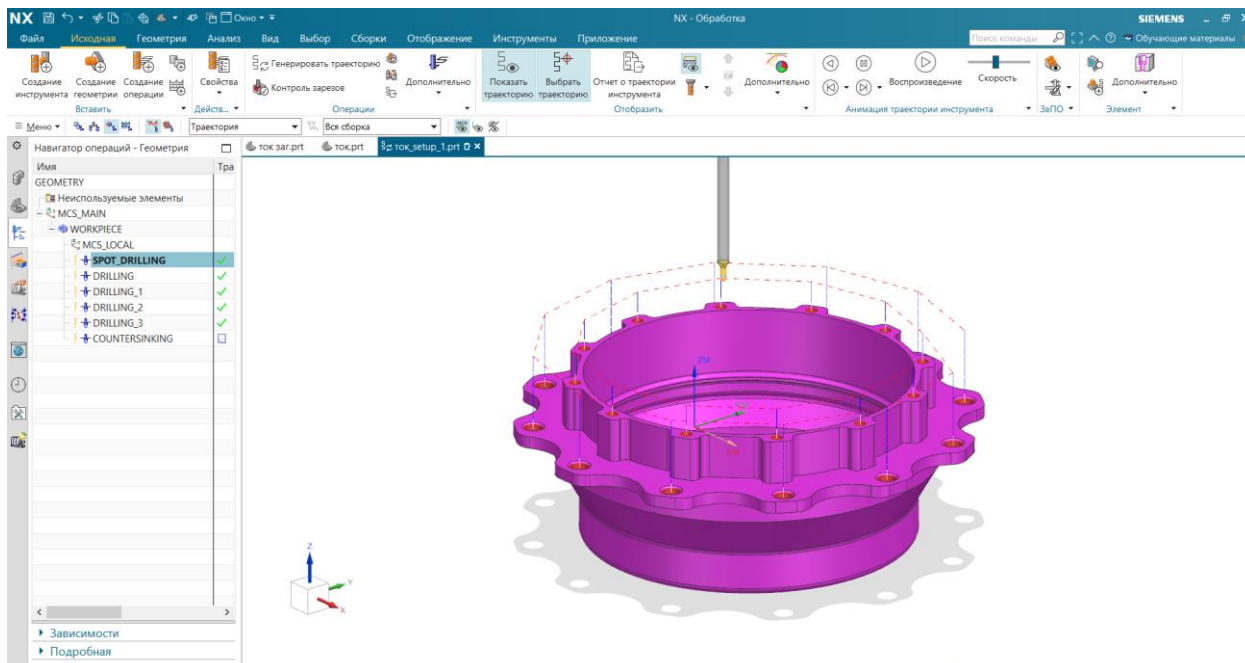 NX Окно NX - Обработка SIEMENS
Файл Исходная Геометрия Анализ Вид Выбор Сборки Отображение Инструменты Приложение Поиск команды Обучающие материалы
Создание инструмента Создание геометрии Создание операции Свойства Генерировать траекторию Контроль зарезов Дополнительно Показать траекторию Выбрать траекторию Отчет о траектории инструмента Дополнительно Воспроизведение Скорость Дополнительно
Вставить Действ... Операции Отобразить Анимация траектории инструмента ЗаПО Элемент
Меню Траектория Вся сборка
Навигатор операций - Геометрия ток заг.prt ток.prt ток_setup_1.prt
Имя Тра
GEOMETRY
Неиспользуемые элементы
MCS_MAIN
WORKPIECE
MCS_LOCAL
SPOT_DRILLING
DRILLING
DRILLING_1
DRILLING_2
DRILLING_3
COUNTERSINKING
ZM
Z
Y
X
Зависимости
Подробная